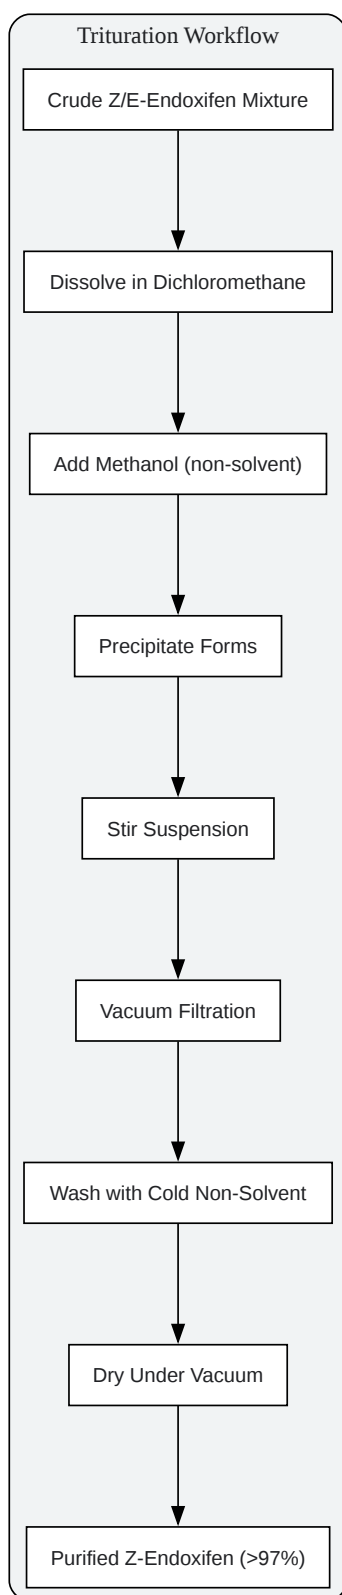 Trituration Workflow
Crude Z/E-Endoxifen Mixture
Dissolve in Dichloromethane
Add Methanol (non-solvent)
Precipitate Forms
Stir Suspension
Vacuum Filtration
Wash with Cold Non-Solvent
Dry Under Vacuum
Purified Z-Endoxifen (>97%)